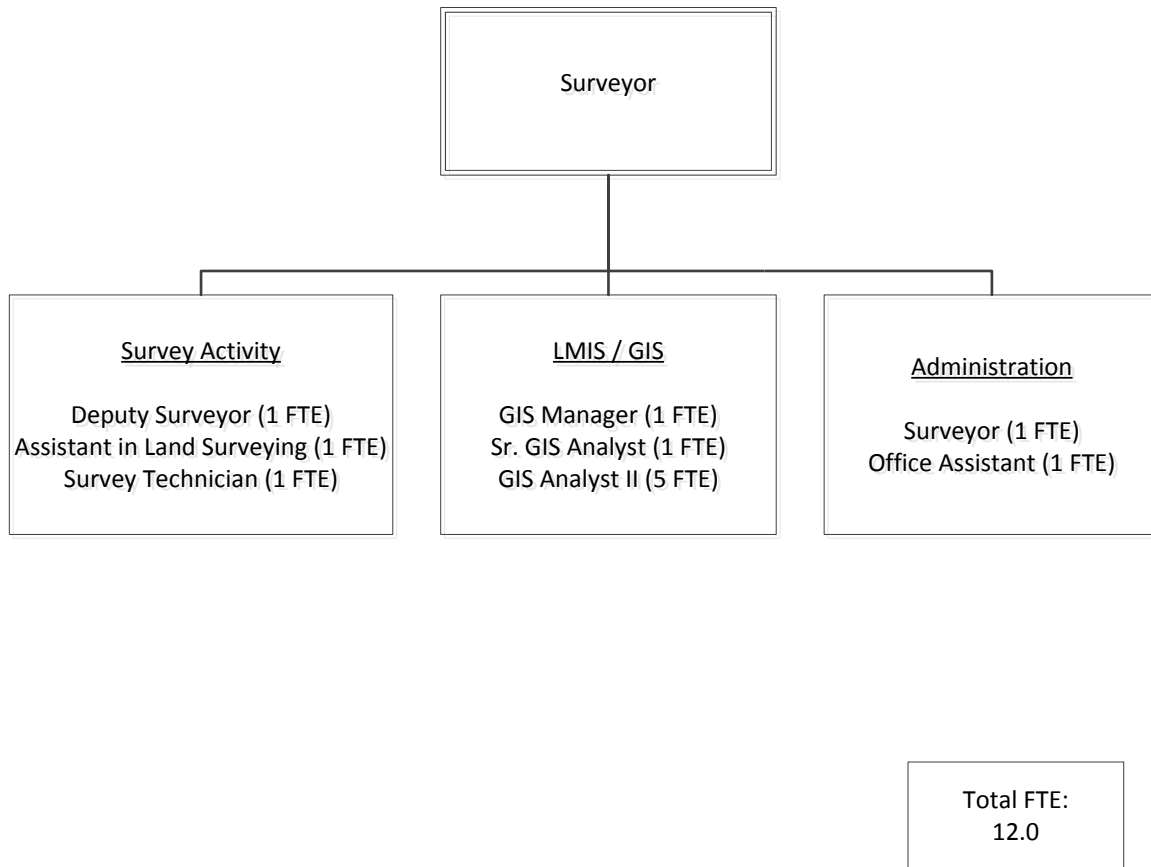 Surveyor
Survey Activity
Deputy Surveyor (1 FTE)
Assistant in Land Surveying (1 FTE)
Survey Technician (1 FTE)
LMIS / GIS
GIS Manager (1 FTE)
Sr. GIS Analyst (1 FTE)
GIS Analyst II (5 FTE)
Administration
Surveyor (1 FTE)
Office Assistant (1 FTE)
Total FTE:
12.0